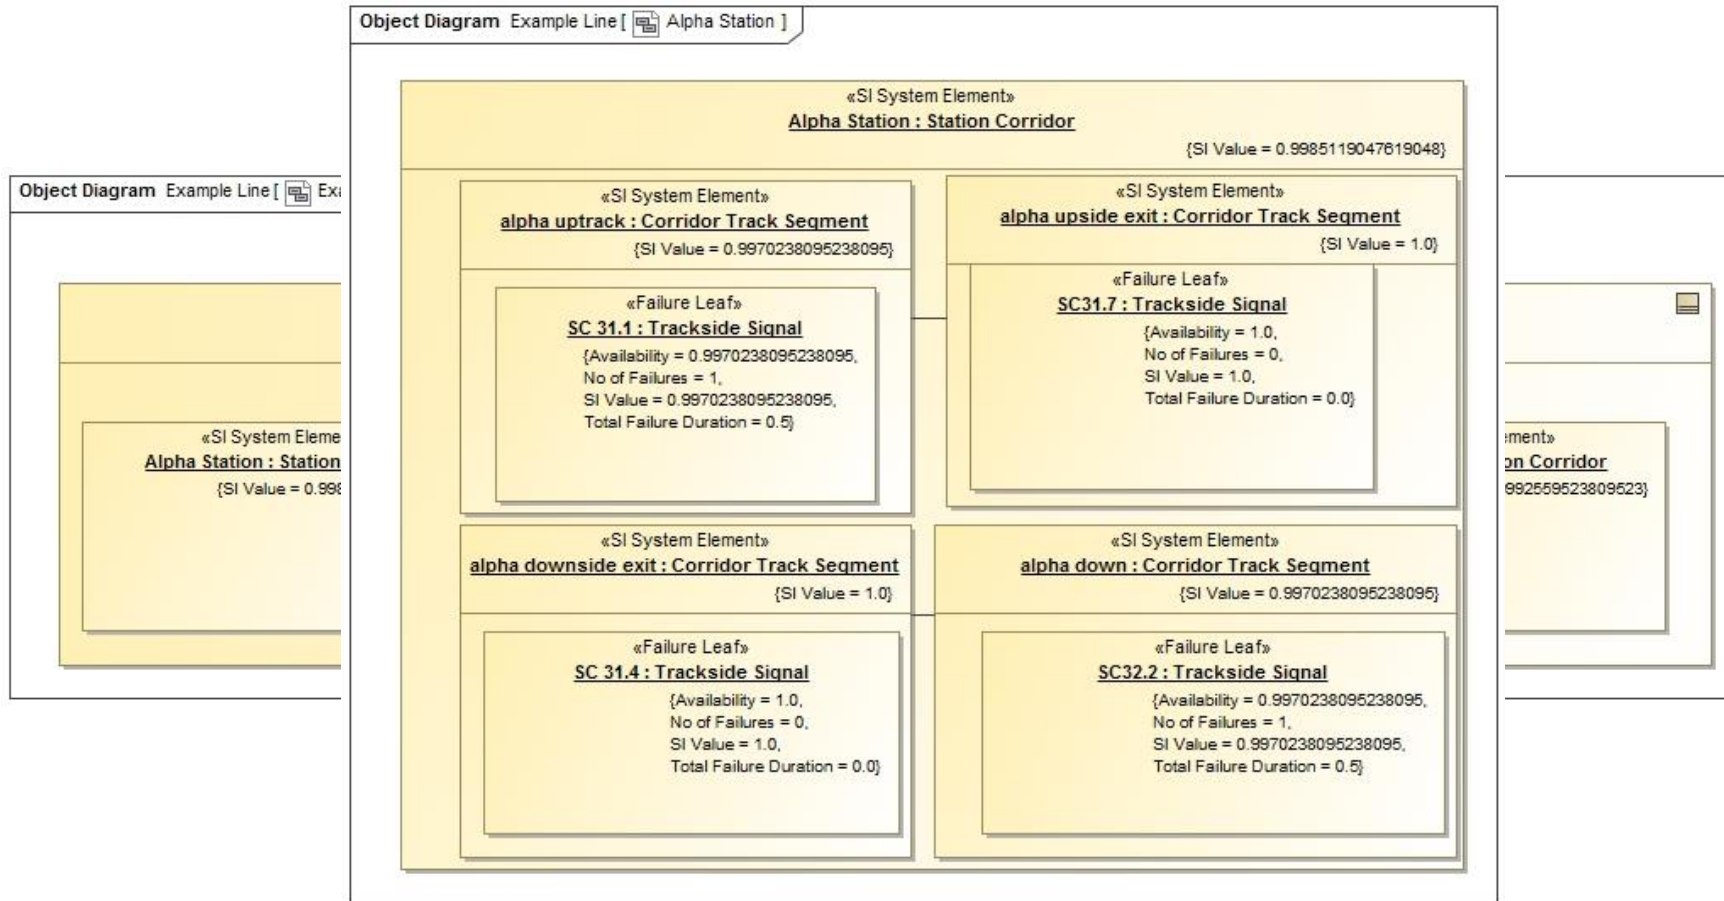 Object Diagram Example Line [ Alpha Station ]
«SI System Element»
Alpha Station : Station Corridor
{SI Value = 0.9985119047619048}
«SI System Element»
alpha uptrack : Corridor Track Segment
{SI Value = 0.9970238095238095}
«Failure Leaf»
SC 31.1 : Trackside Signal
{Availability = 0.9970238095238095,
No of Failures = 1,
SI Value = 0.9970238095238095,
Total Failure Duration = 0.5}
«SI System Element»
alpha upside exit : Corridor Track Segment
{SI Value = 1.0}
«Failure Leaf»
SC31.7 : Trackside Signal
{Availability = 1.0,
No of Failures = 0,
SI Value = 1.0,
Total Failure Duration = 0.0}
«SI System Element»
alpha downside exit : Corridor Track Segment
{SI Value = 1.0}
«Failure Leaf»
SC 31.4 : Trackside Signal
{Availability = 1.0,
No of Failures = 0,
SI Value = 1.0,
Total Failure Duration = 0.0}
«SI System Element»
alpha down : Corridor Track Segment
{SI Value = 0.9970238095238095}
«Failure Leaf»
SC32.2 : Trackside Signal
{Availability = 0.9970238095238095,
No of Failures = 1,
SI Value = 0.9970238095238095,
Total Failure Duration = 0.5}
Object Diagram Example Line [
«SI System
Alpha Station : Station
{SI Value = 0.998
Corridor
992559523809523}